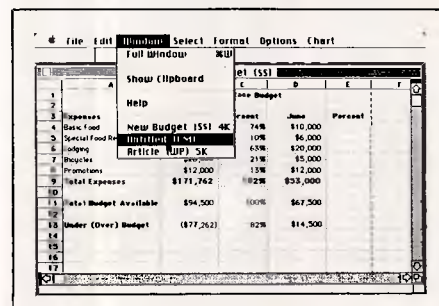 File Edit Window Select Format Options Chart
Full Window ⌘W
Show Clipboard
Help
New Budget (SS) 4K
Untitled (CM)
Article (WP) 5K
et (SS)
A C D E F
1 Budget
2
3 Expenses Percent June Percent
4 Basic Food 74% $10,000
5 Special Food 10% $6,000
6 Lodging 63% $20,000
7 Bicycles 21% $5,000
Promotions $12,000 13% $12,000
9 Total Expenses $171,762 $53,000
10
11 Total Budget Available $94,500 100% $67,500
12
13 Under (Over) Budget ($77,262) 82% $14,500
14
15
16
17